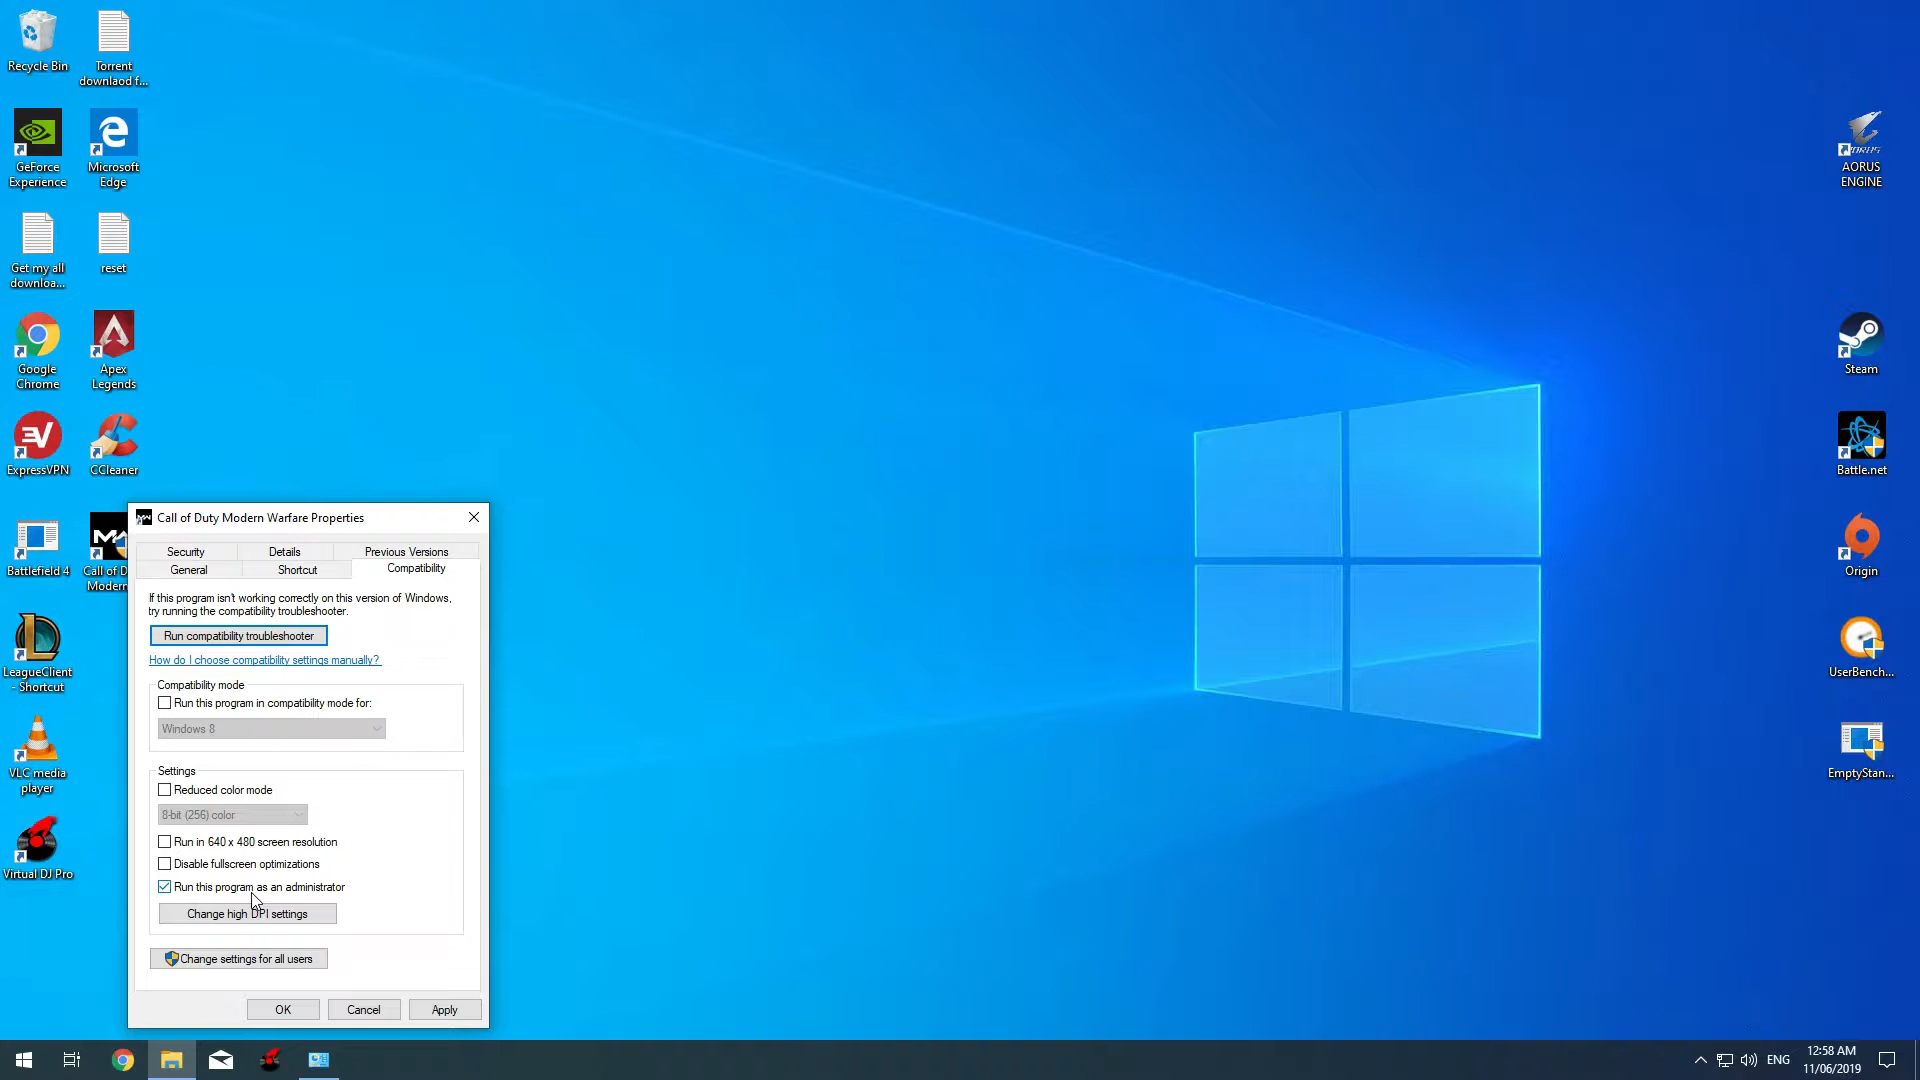 Recycle Bin
Torrent
downlaod f...
GeForce
Experience
Microsoft
Edge
Get my all
downloa...
reset
Google
Chrome
Apex
Legends
ExpressVPN
CCleaner
Battlefield 4
Call of D
Modern
LeagueClient
- Shortcut
VLC media
player
Virtual DJ Pro
AORUS
ENGINE
Steam
Battle.net
Origin
UserBench...
EmptyStan...
Call of Duty Modern Warfare Properties
Security
Details
Previous Versions
General
Shortcut
Compatibility
If this program isn't working correctly on this version of Windows,
try running the compatibility troubleshooter.
Run compatibility troubleshooter
How do I choose compatibility settings manually?
Compatibility mode
Run this program in compatibility mode for:
Windows 8
Settings
Reduced color mode
8-bit (256) color
Run in 640 x 480 screen resolution
Disable fullscreen optimizations
Run this program as an administrator
Change high DPI settings
Change settings for all users
OK
Cancel
Apply
ENG
12:58 AM
11/06/2019